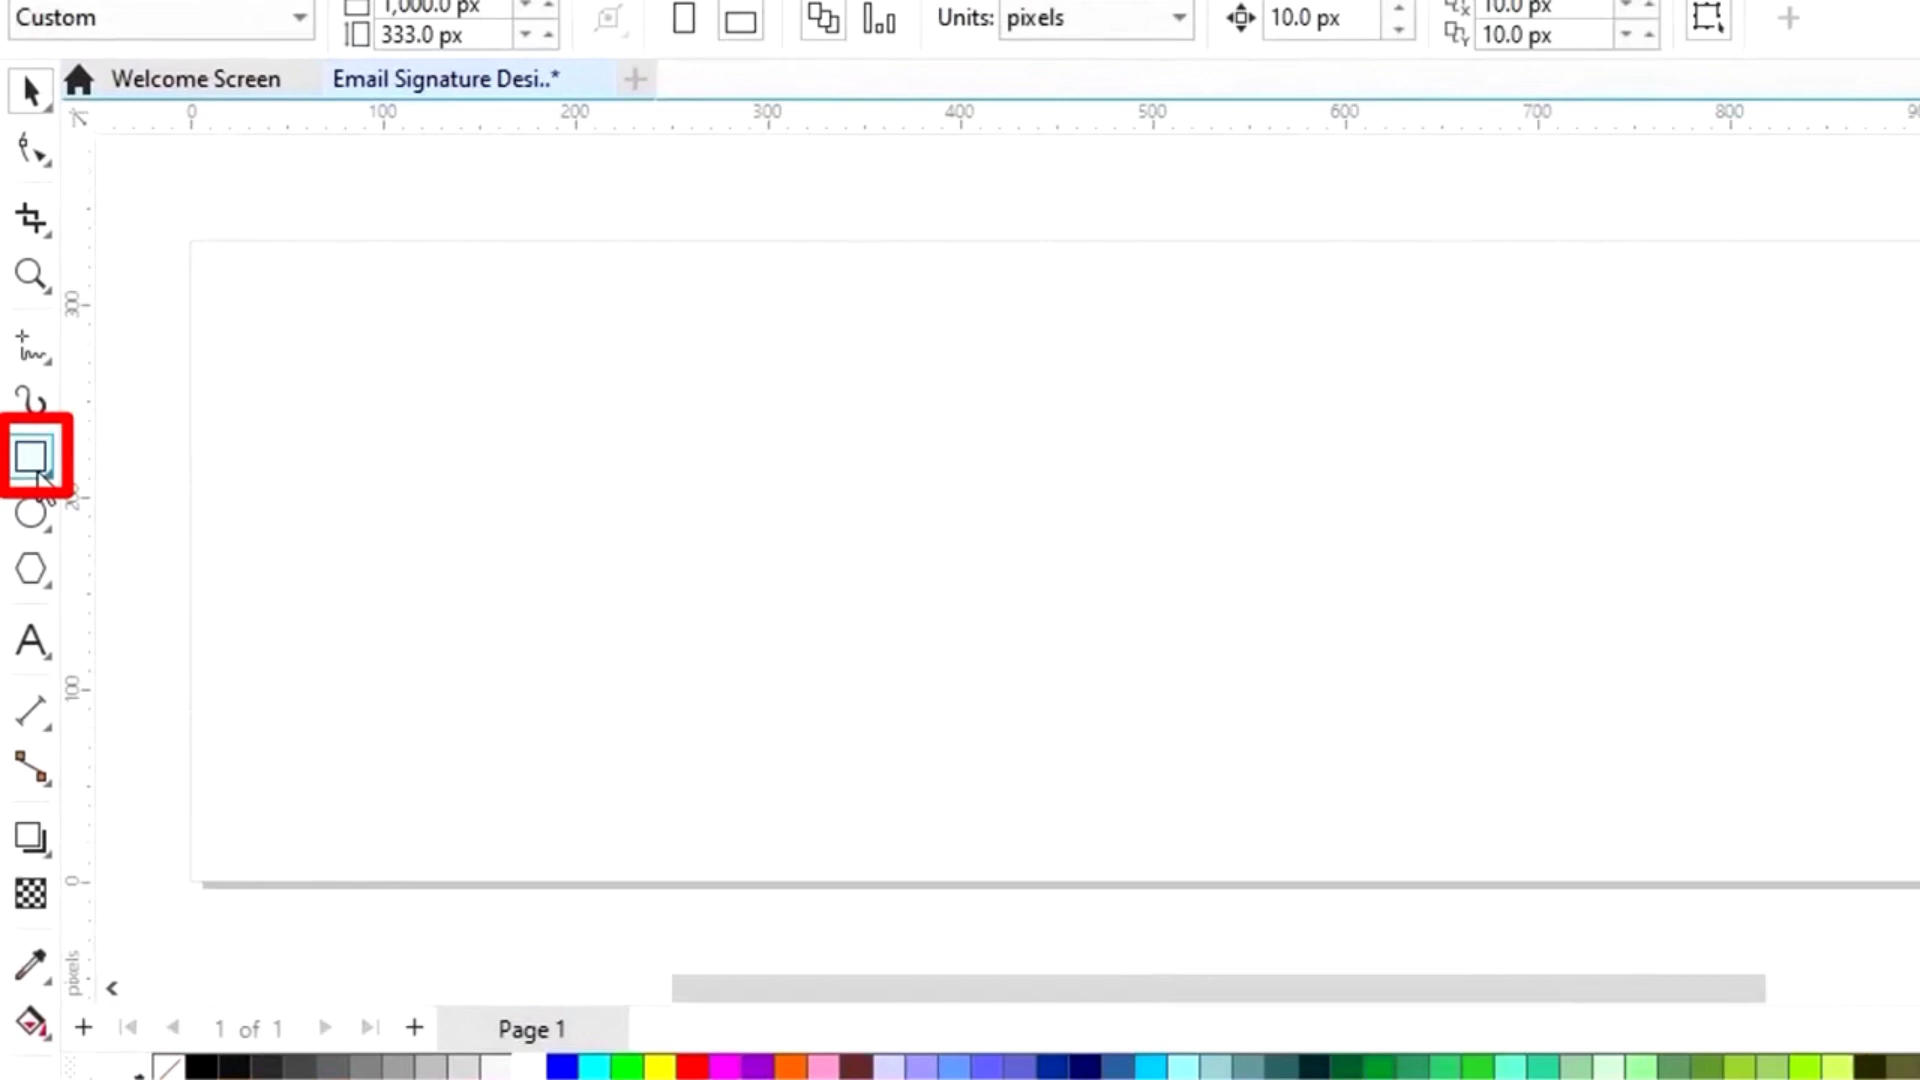 Custom
1,000.0 px
333.0 px
Units: pixels
10.0 px
10.0 px
10.0 px
Welcome Screen
Email Signature Desi..*
0 100 200 300 400 500 600 700 800
300
200
100
0
pixels
A
1 of 1
Page 1